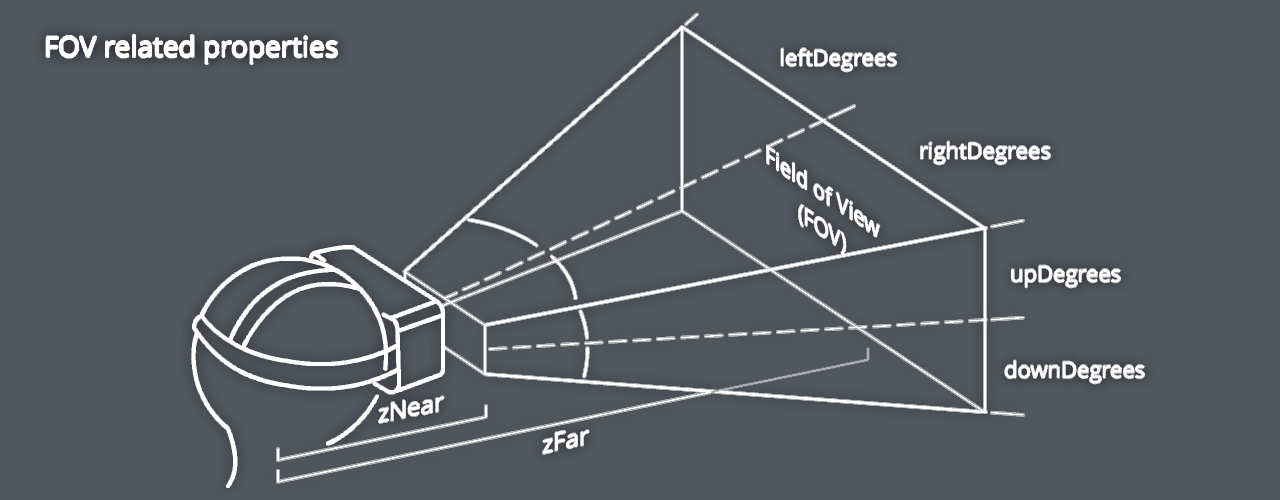 FOV related properties
leftDegrees
rightDegrees
Field of View
(FOV)
upDegrees
downDegrees
zNear
zFar